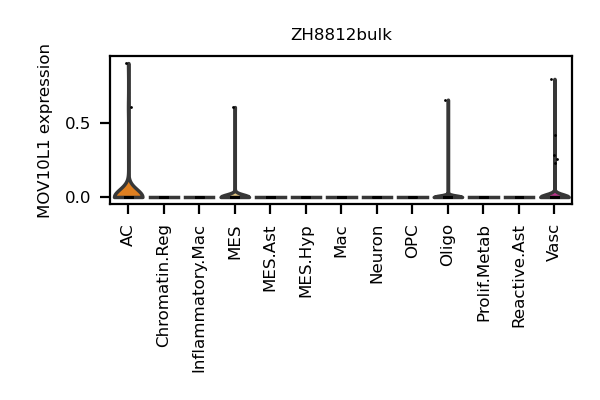 ZH8812bulk
MOV10L1 expression
0.5
0.0
AC
Chromatin.Reg
Inflammatory.Mac
MES
MES.Ast
MES.Hyp
Mac
Neuron
OPC
Oligo
Prolif.Metab
Reactive.Ast
Vasc